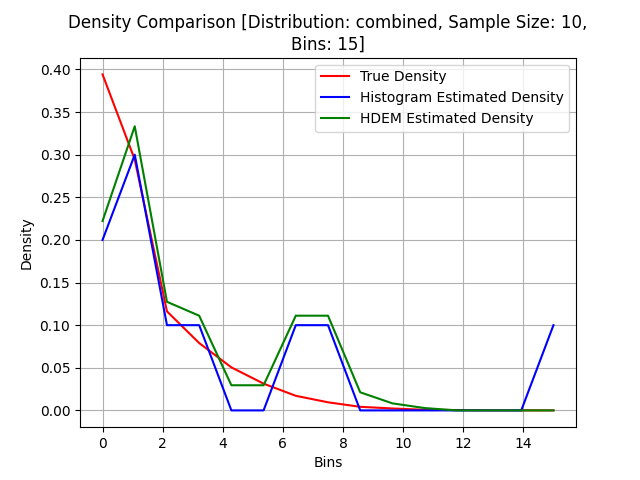 Density Comparison [Distribution: combined, Sample Size: 10,
Bins: 15]
True Density
Histogram Estimated Density
HDEM Estimated Density
Density
0.40
0.35
0.30
0.25
0.20
0.15
0.10
0.05
0.00
0 2 4 6 8 10 12 14
Bins